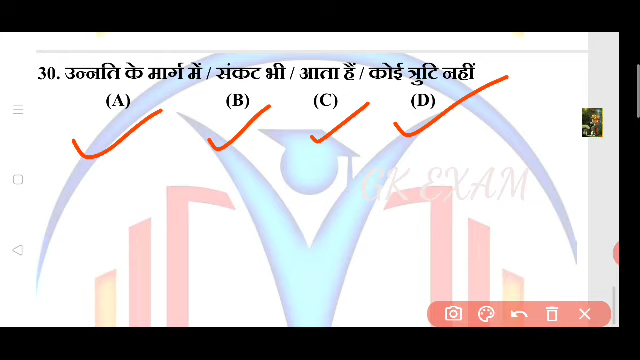 30. उन्नति के मार्ग में / संकट भी / आता हैं / कोई त्रुटि नहीं
(A) (B) (C) (D)
GK EXAM